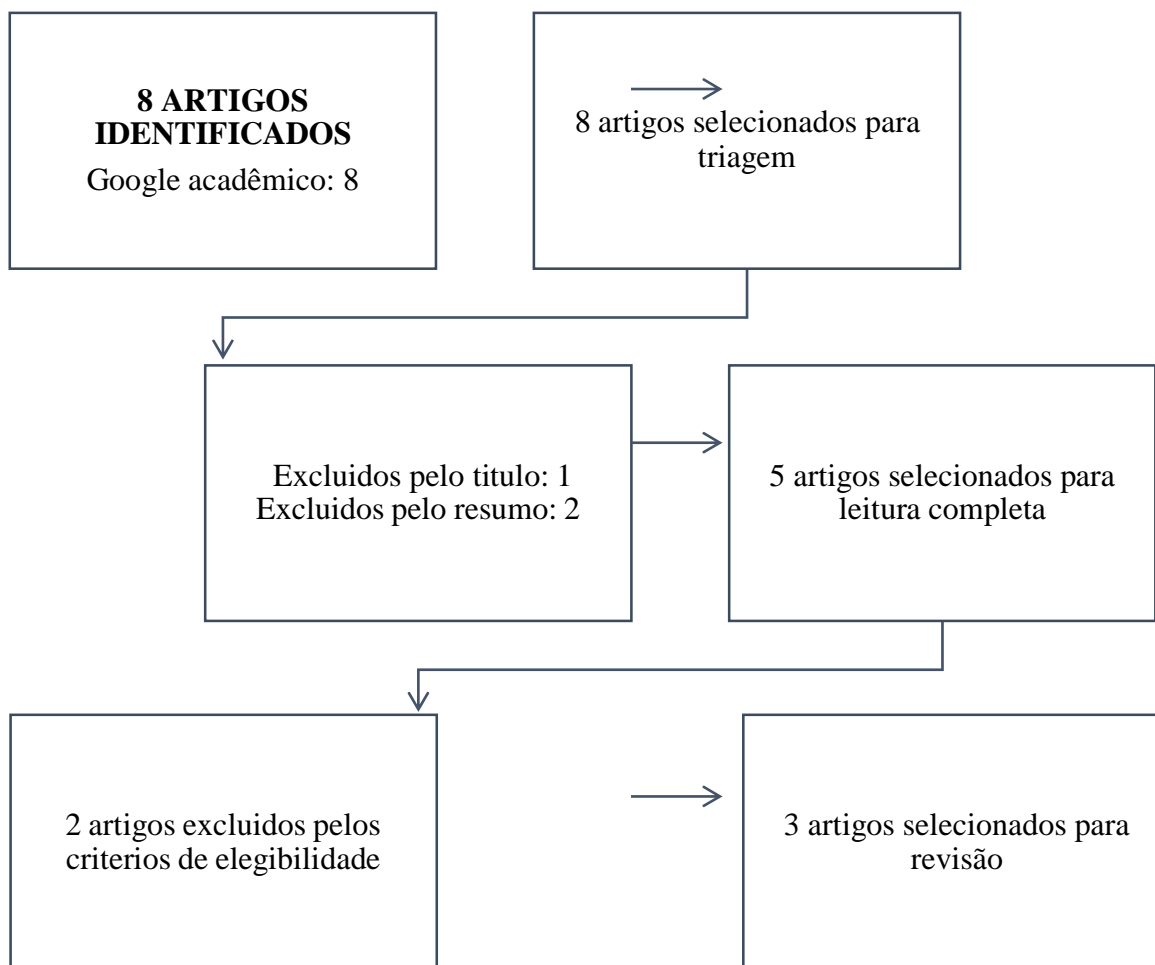 8 ARTIGOS
IDENTIFICADOS
Google acadêmico: 8
8 artigos selecionados para
triagem
Excluidos pelo titulo: 1
Excluidos pelo resumo: 2
5 artigos selecionados para
leitura completa
2 artigos excluidos pelos
criterios de elegibilidade
3 artigos selecionados para
revisão